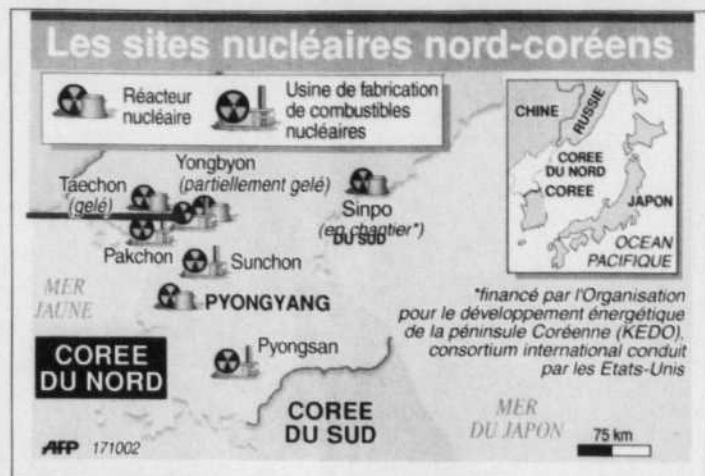 Les sites nucléaires nord-coréens
Réacteur
nucléaire
Usine de fabrication
de combustibles
nucléaires
CHINE
RUSSIE
COREE
DU NORD
COREE
JAPON
OCEAN
PACIFIQUE
Yongbyon
(partiellement gelé)
Taechon
(gelé)
Sinpo
(en chantier*)
DU SUD
Pakchon
Sunchon
MER
JAUNE
PYONGYANG
*financé par l'Organisation
pour le développement énergétique
de la péninsule Coréenne (KEDO),
consortium international conduit
par les Etats-Unis
COREE
DU NORD
Pyongsan
COREE
DU SUD
MER
DU JAPON
75 km
AFP 171002